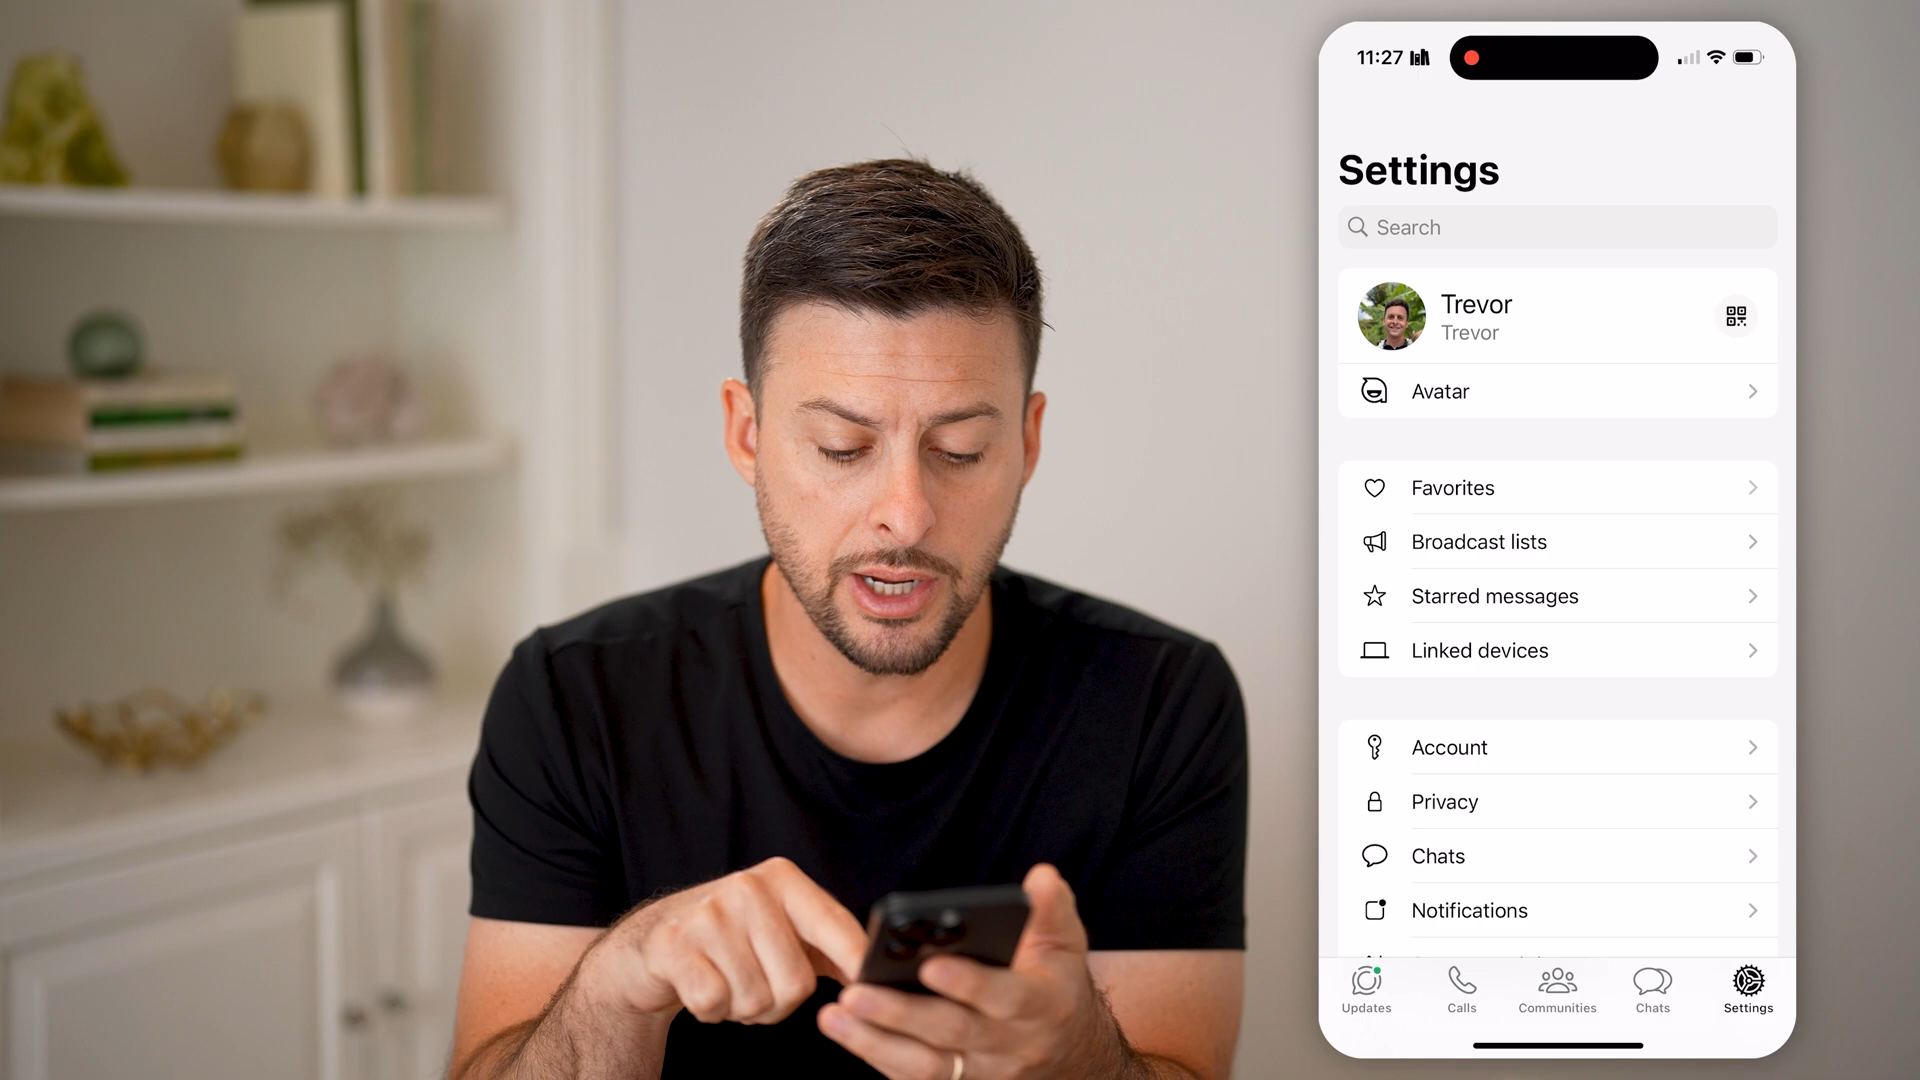 11:27
Settings
Search
Trevor
Trevor
Avatar
Favorites
Broadcast lists
Starred messages
Linked devices
Account
Privacy
Chats
Notifications
Updates
Calls
Communities
Chats
Settings